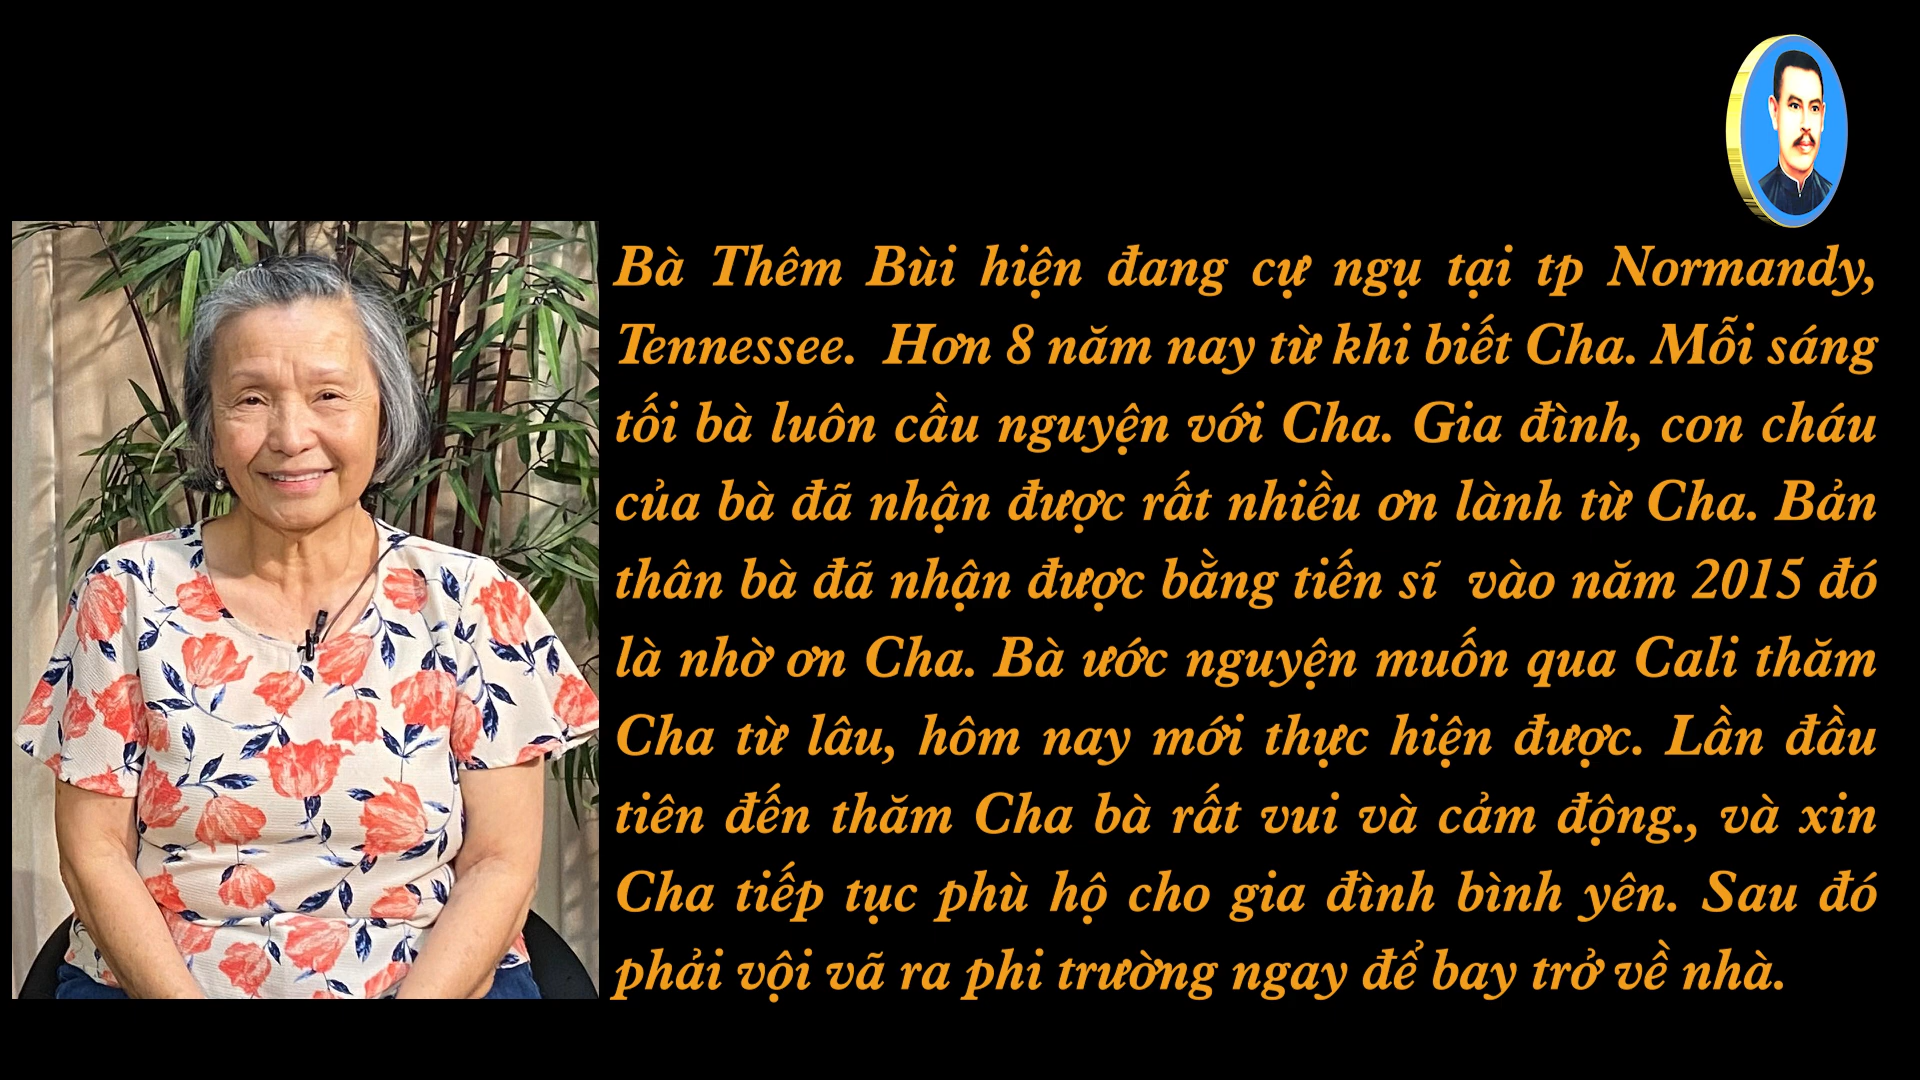 Bà Thêm Bùi hiện đang cự ngụ tại tp Normandy,
Tennessee. Hơn 8 năm nay từ khi biết Cha. Mỗi sáng
tối bà luôn cầu nguyện với Cha. Gia đình, con cháu
của bà đã nhận được rất nhiều ơn lành từ Cha. Bản
thân bà đã nhận được bằng tiến sĩ vào năm 2015 đó
là nhờ ơn Cha. Bà ước nguyện muốn qua Cali thăm
Cha từ lâu, hôm nay mới thực hiện được. Lần đầu
tiên đến thăm Cha bà rất vui và cảm động., và xin
Cha tiếp tục phù hộ cho gia đình bình yên. Sau đó
phải vội vã ra phi trường ngay để bay trở về nhà.